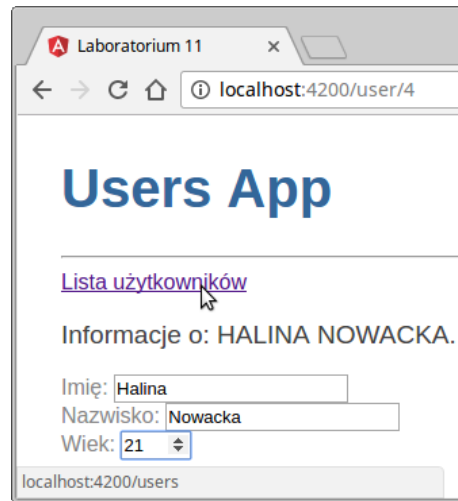 Laboratorium 11
localhost:4200/user/4
Users App
Lista użytkowników
Informacje o: HALINA NOWACKA.
Imię: Halina
Nazwisko: Nowacka
Wiek: 21
localhost:4200/users